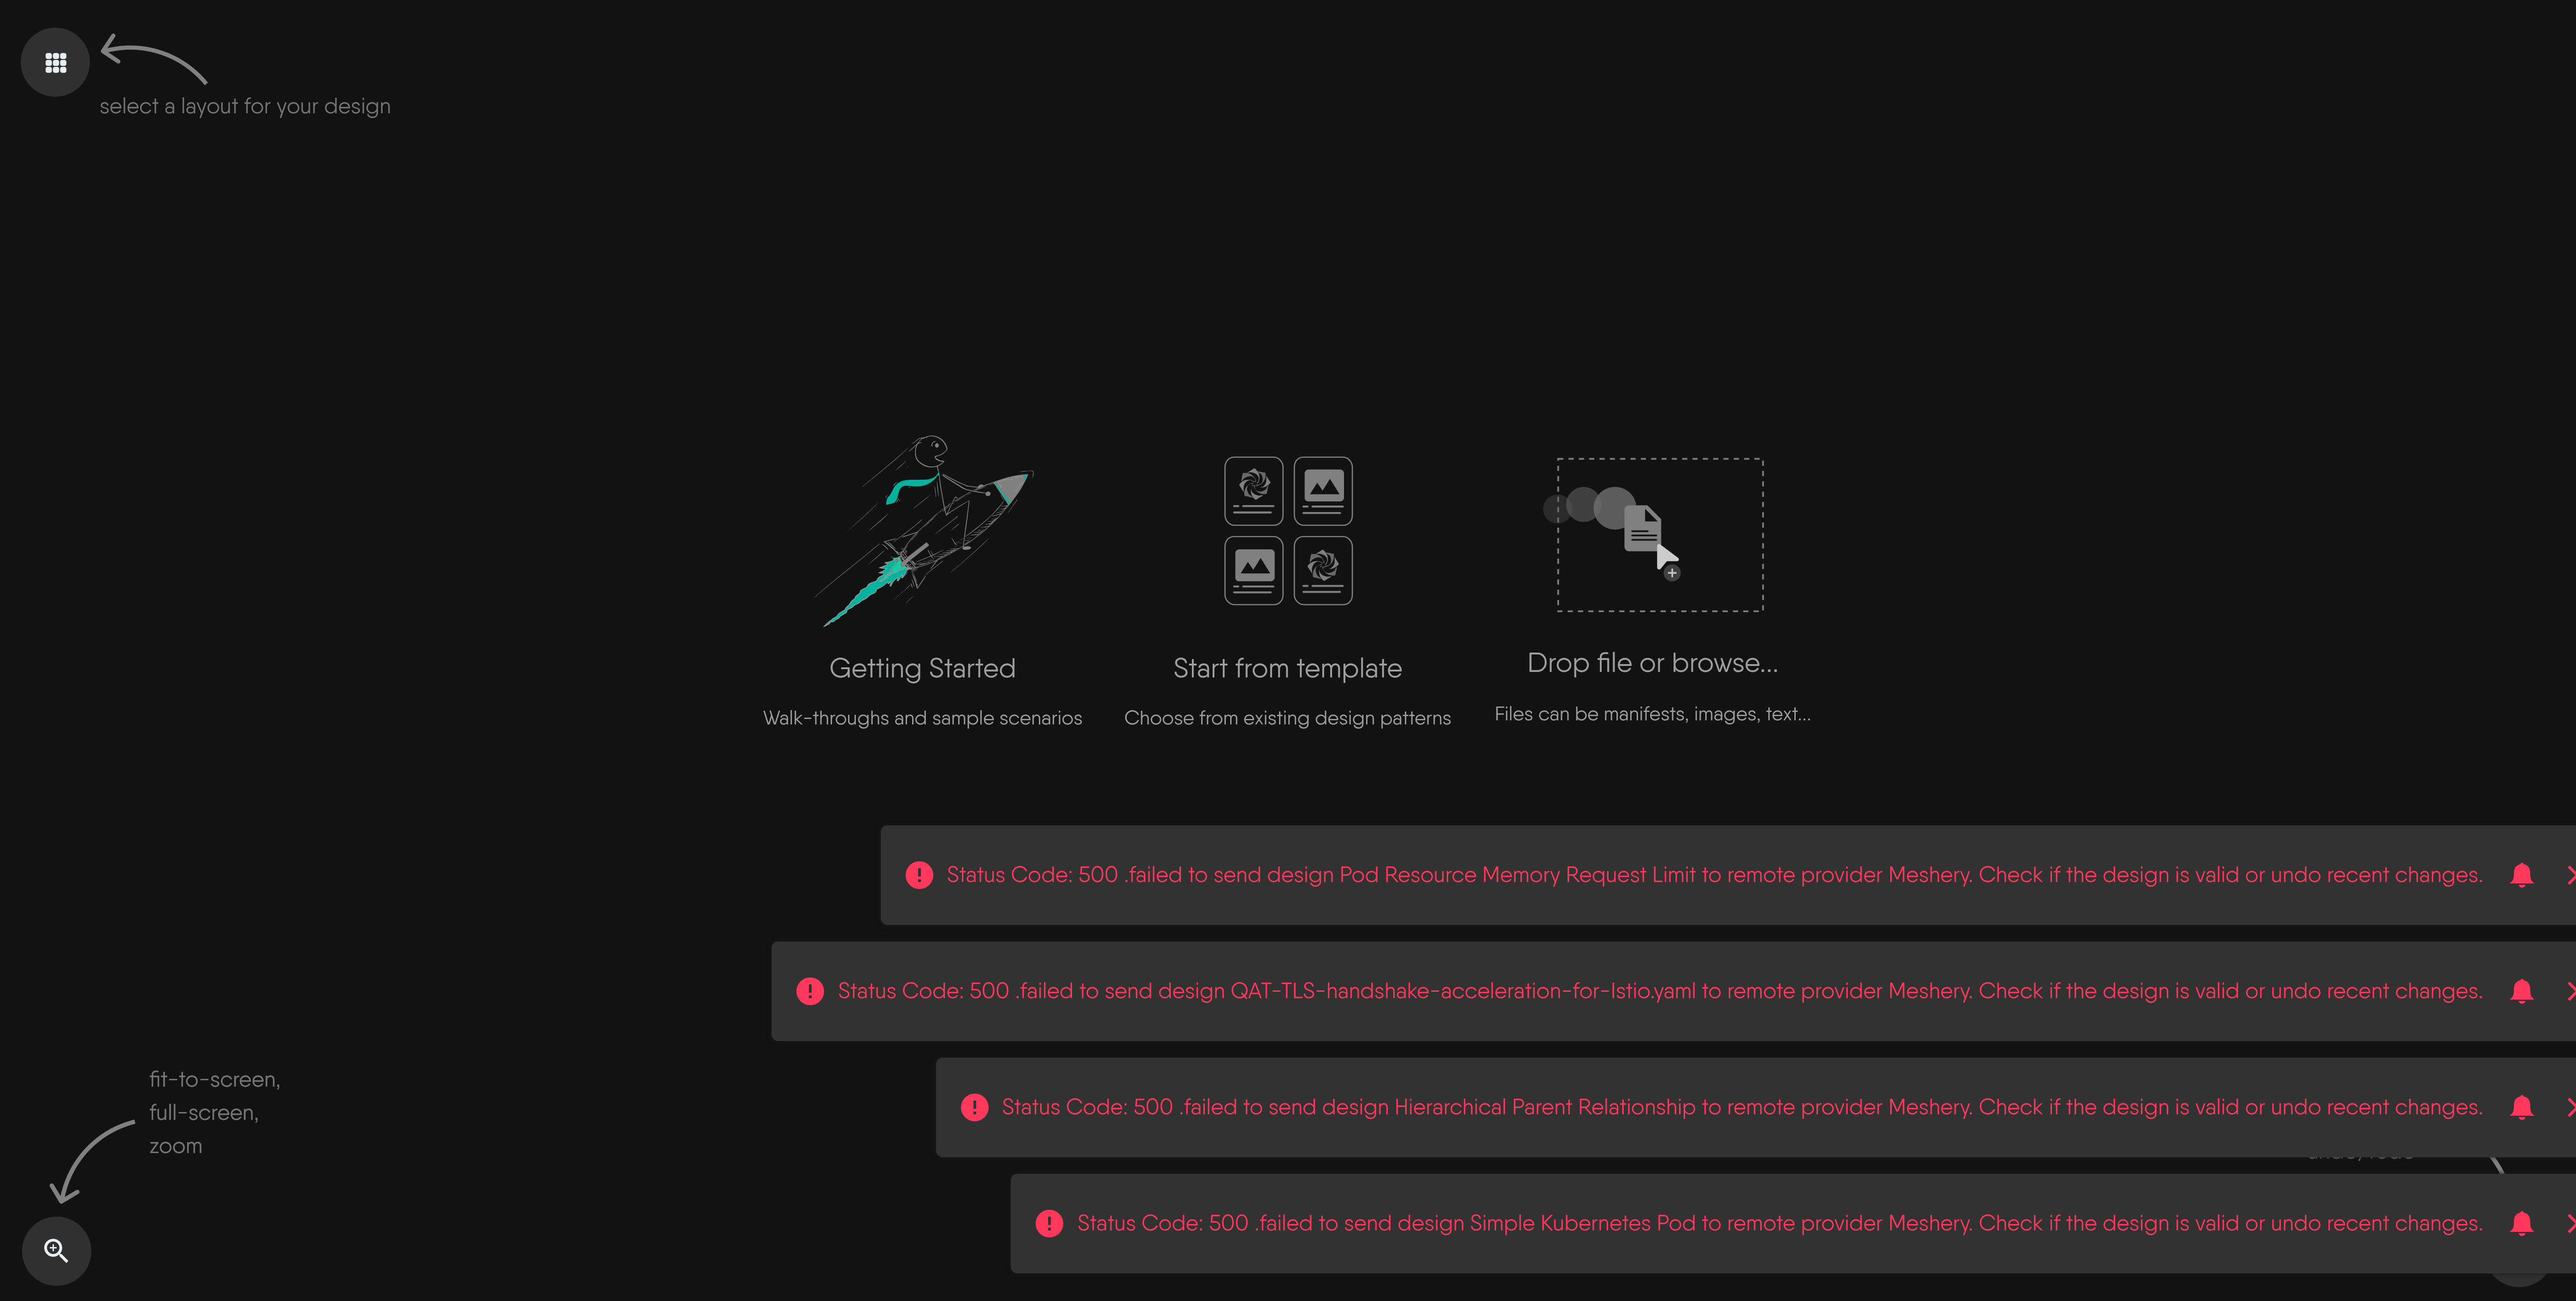 select a layout for your design
Getting Started
Walk-throughs and sample scenarios
Start from template
Choose from existing design patterns
Drop file or browse...
Files can be manifests, images, text...
Status Code: 500 .failed to send design Pod Resource Memory Request Limit to remote provider Meshery. Check if the design is valid or undo recent changes.
Status Code: 500 .failed to send design QAT-TLS-handshake-acceleration-for-Istio.yaml to remote provider Meshery. Check if the design is valid or undo recent changes.
Status Code: 500 .failed to send design Hierarchical Parent Relationship to remote provider Meshery. Check if the design is valid or undo recent changes.
Status Code: 500 .failed to send design Simple Kubernetes Pod to remote provider Meshery. Check if the design is valid or undo recent changes.
fit-to-screen,
full-screen,
zoom